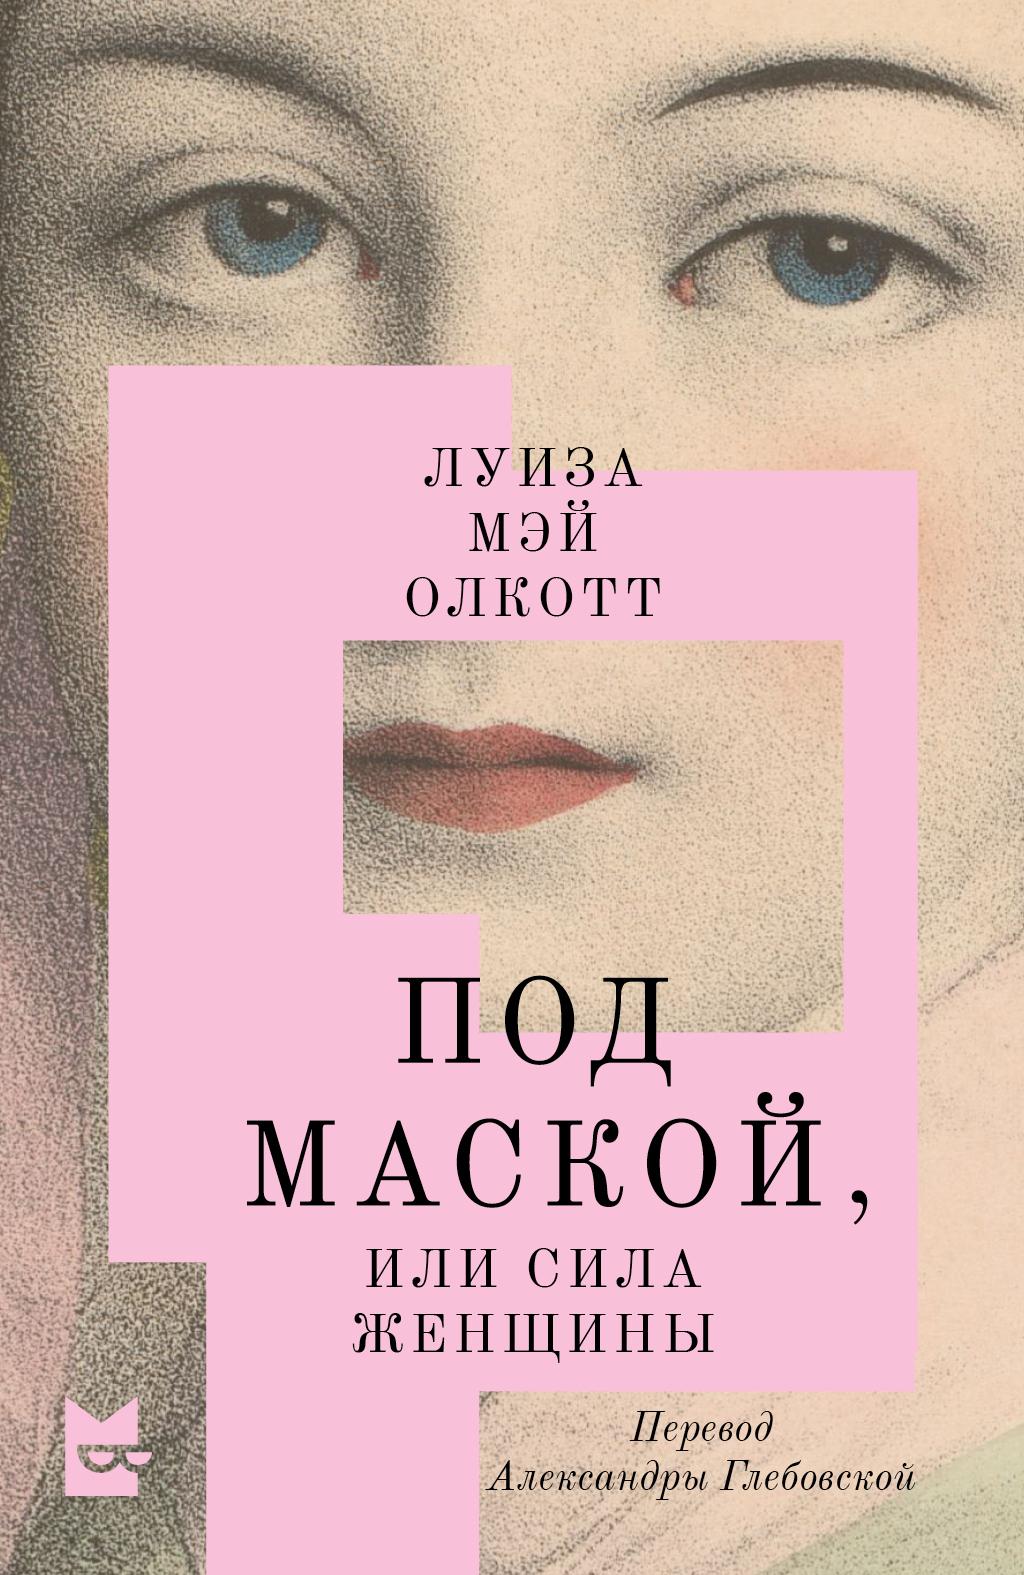 ЛУИЗА
МЭЙ
ОЛКОТТ
ПОД
МАСКОЙ,
ИЛИ СИЛА
ЖЕНЩИНЫ
Перевод
Александры Глебовской